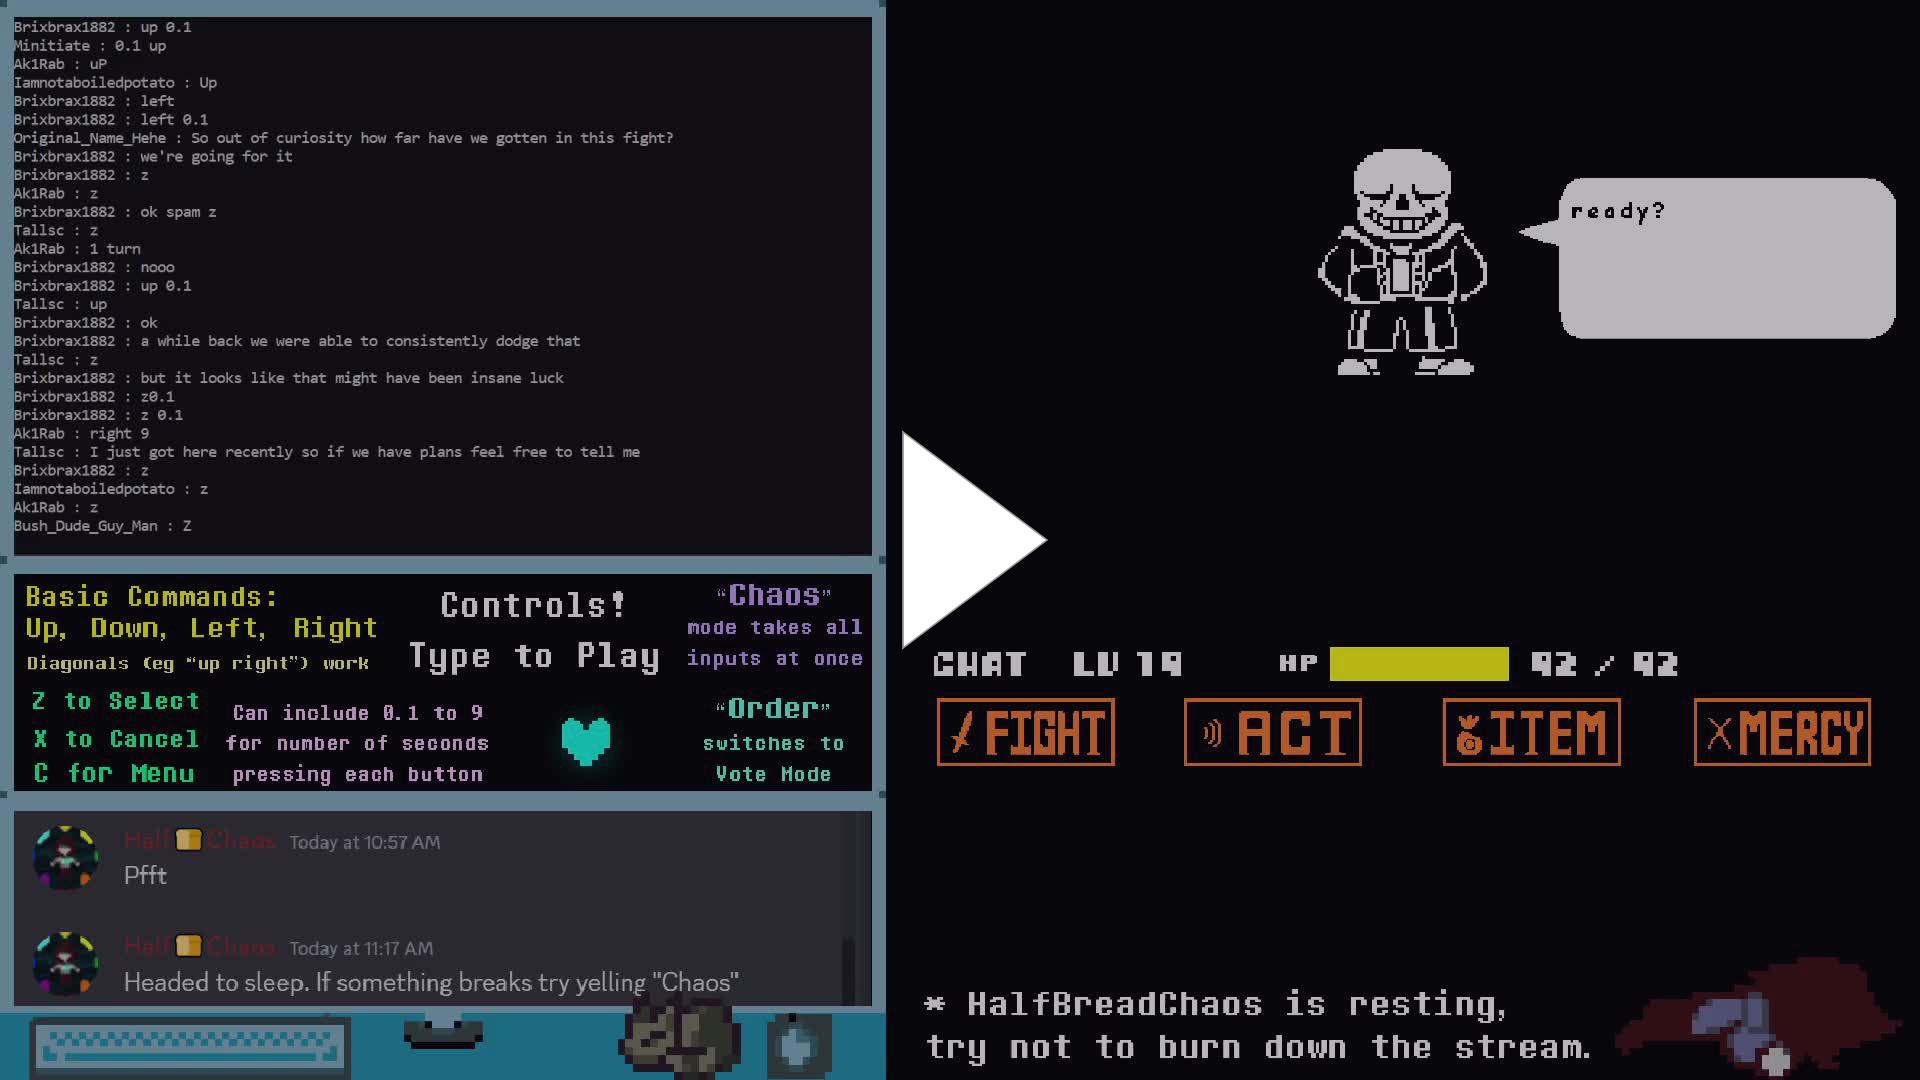 Brixbrax1882 : up 0.1
Minitiate : 0.1 up
Ak1Rab : uP
Iamnotaboiledpotato : Up
Brixbrax1882 : left
Brixbrax1882 : left 0.1
Original_Name_Hehe : So out of curiosity how far have we gotten in this fight?
Brixbrax1882 : we're going for it
Brixbrax1882 : z
Ak1Rab : z
Brixbrax1882 : ok spam z
Tallsc : z
Ak1Rab : 1 turn
Brixbrax1882 : nooo
Brixbrax1882 : up 0.1
Tallsc : up
Brixbrax1882 : ok
Brixbrax1882 : a while back we were able to consistently dodge that
Tallsc : z
Brixbrax1882 : but it looks like that might have been insane luck
Brixbrax1882 : z0.1
Brixbrax1882 : z 0.1
Ak1Rab : right 9
Tallsc : I just got here recently so if we have plans feel free to tell me
Brixbrax1882 : z
Iamnotaboiledpotato : z
Ak1Rab : z
Bush_Dude_Guy_Man : Z
Basic Commands:
Up, Down, Left, Right
Diagonals (eg “up right”) work
Z to Select
X to Cancel
C for Menu
Controls!
Type to Play
Can include 0.1 to 9
for number of seconds
pressing each button
“Chaos”
mode takes all
inputs at once
“Order”
switches to
Vote Mode
Half Chaos Today at 10:57 AM
Pfft
Half Chaos Today at 11:17 AM
Headed to sleep. If something breaks try yelling "Chaos"
ready?
CHAT LV 19 HP 92 / 92
FIGHT ACT ITEM MERCY
* HalfBreadChaos is resting,
try not to burn down the stream.